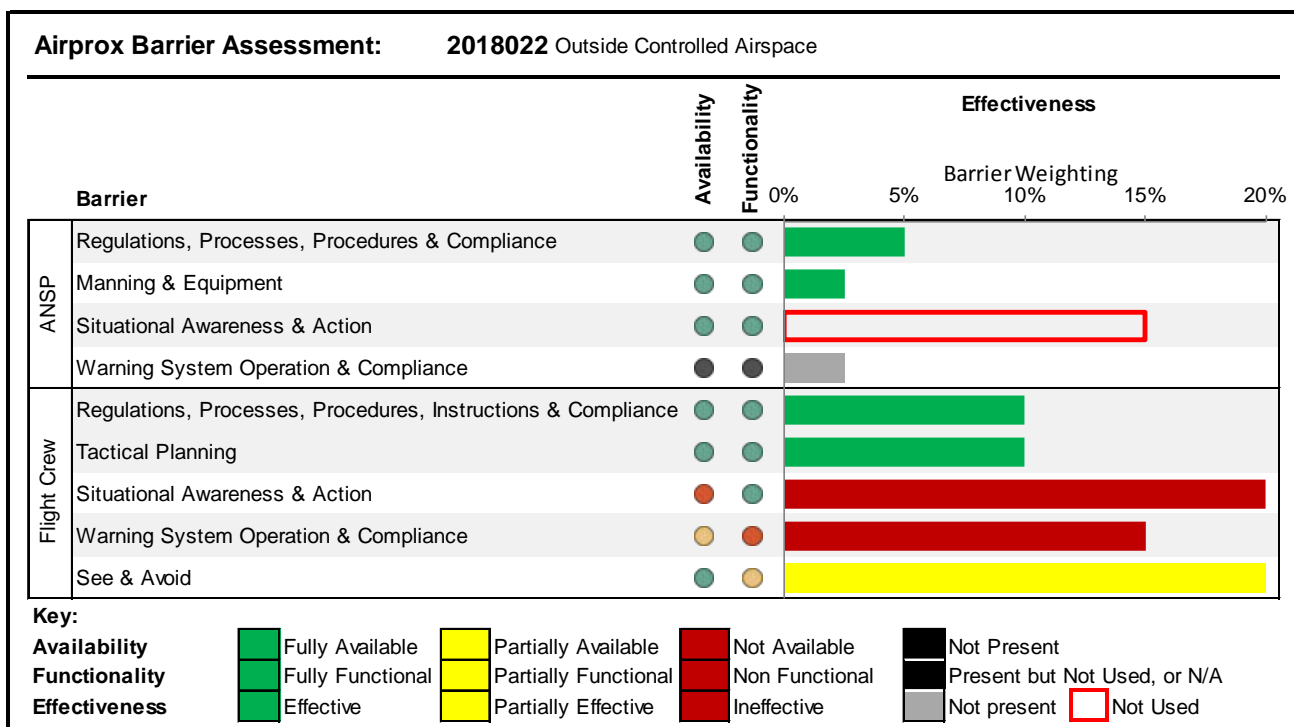 Airprox Barrier Assessment: 2018022 Outside Controlled Airspace
Availability
Functionality
Effectiveness
Barrier Weighting
Barrier
0% 5% 10% 15% 20%
ANSP
Regulations, Processes, Procedures & Compliance
Manning & Equipment
Situational Awareness & Action
Warning System Operation & Compliance
Flight Crew
Regulations, Processes, Procedures, Instructions & Compliance
Tactical Planning
Situational Awareness & Action
Warning System Operation & Compliance
See & Avoid
Key:
Availability Fully Available Partially Available Not Available Not Present
Functionality Fully Functional Partially Functional Non Functional Present but Not Used, or N/A
Effectiveness Effective Partially Effective Ineffective Not present Not Used